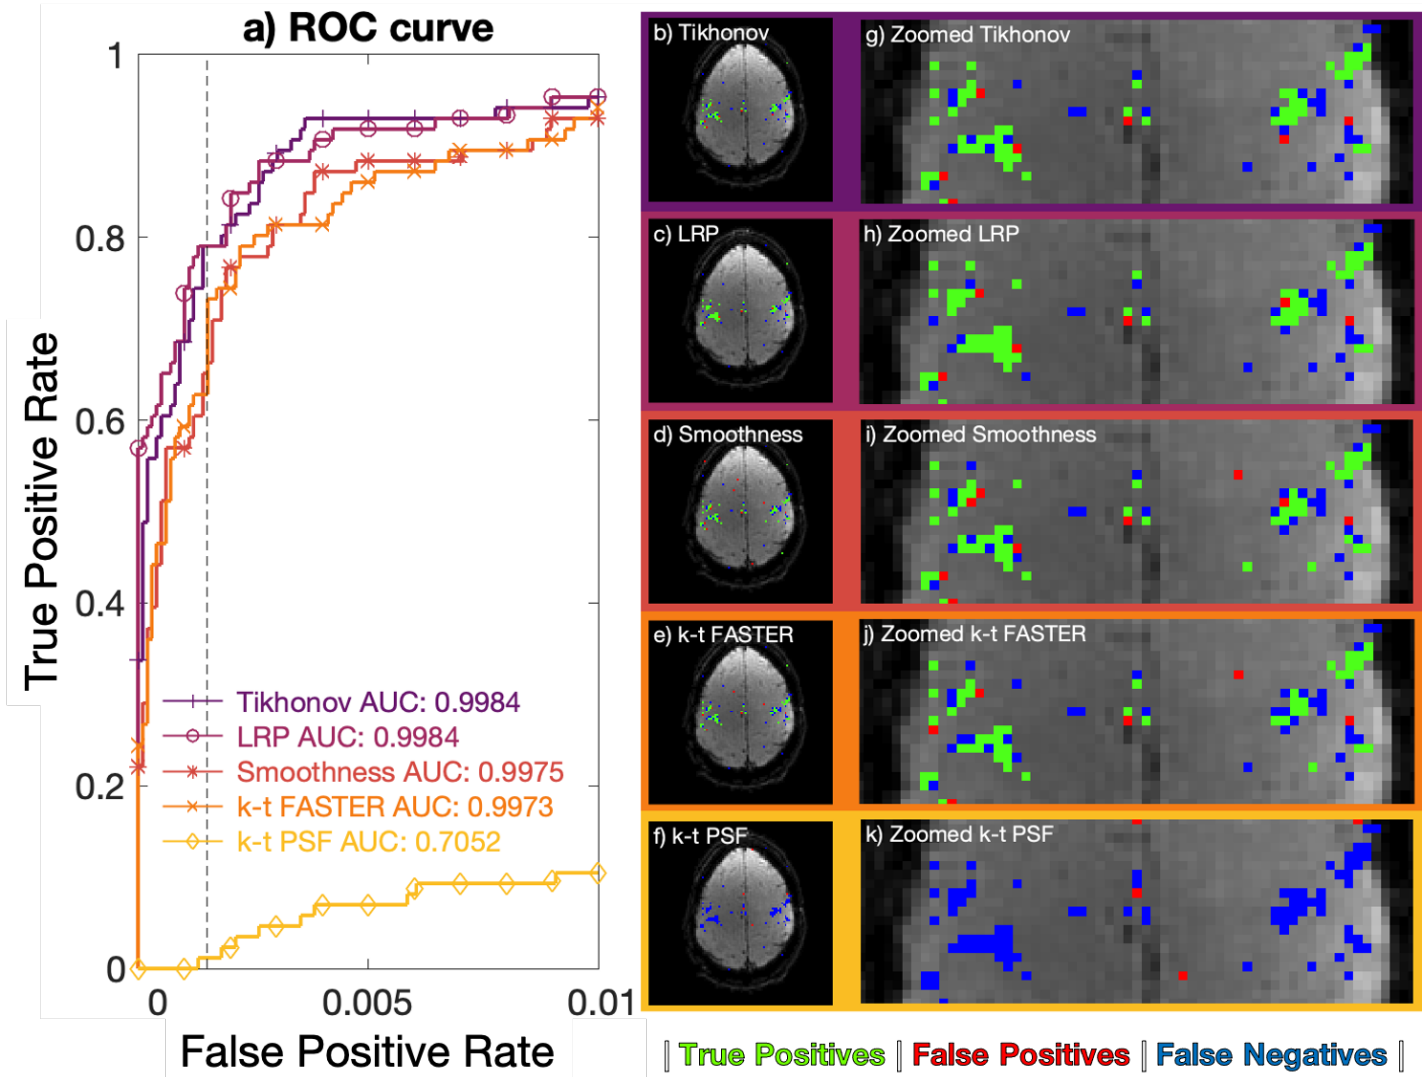 a) ROC curve
1
0.8
0.6
0.4
0.2
0
True Positive Rate
Tikhonov AUC: 0.9984
LRP AUC: 0.9984
Smoothness AUC: 0.9975
k-t FASTER AUC: 0.9973
k-t PSF AUC: 0.7052
0
0.005
0.01
False Positive Rate
b) Tikhonov
g) Zoomed Tikhonov
c) LRP
h) Zoomed LRP
d) Smoothness
i) Zoomed Smoothness
e) k-t FASTER
j) Zoomed k-t FASTER
f) k-t PSF
k) Zoomed k-t PSF
| True Positives | False Positives | False Negatives |